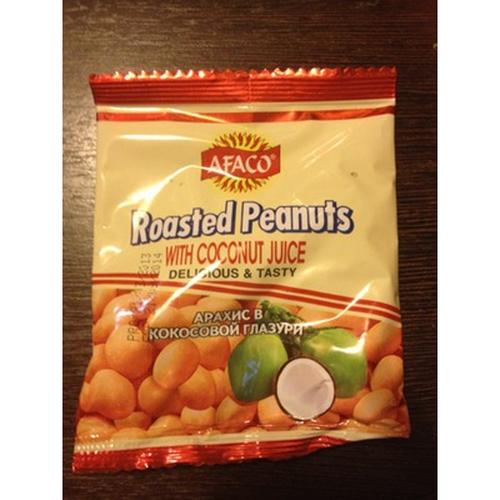 AFACO®
Roasted Peanuts
WITH COCONUT JUICE
DELICIOUS & TASTY
АРАХИС В
КОКОСОВОЙ ГЛАЗУРИ